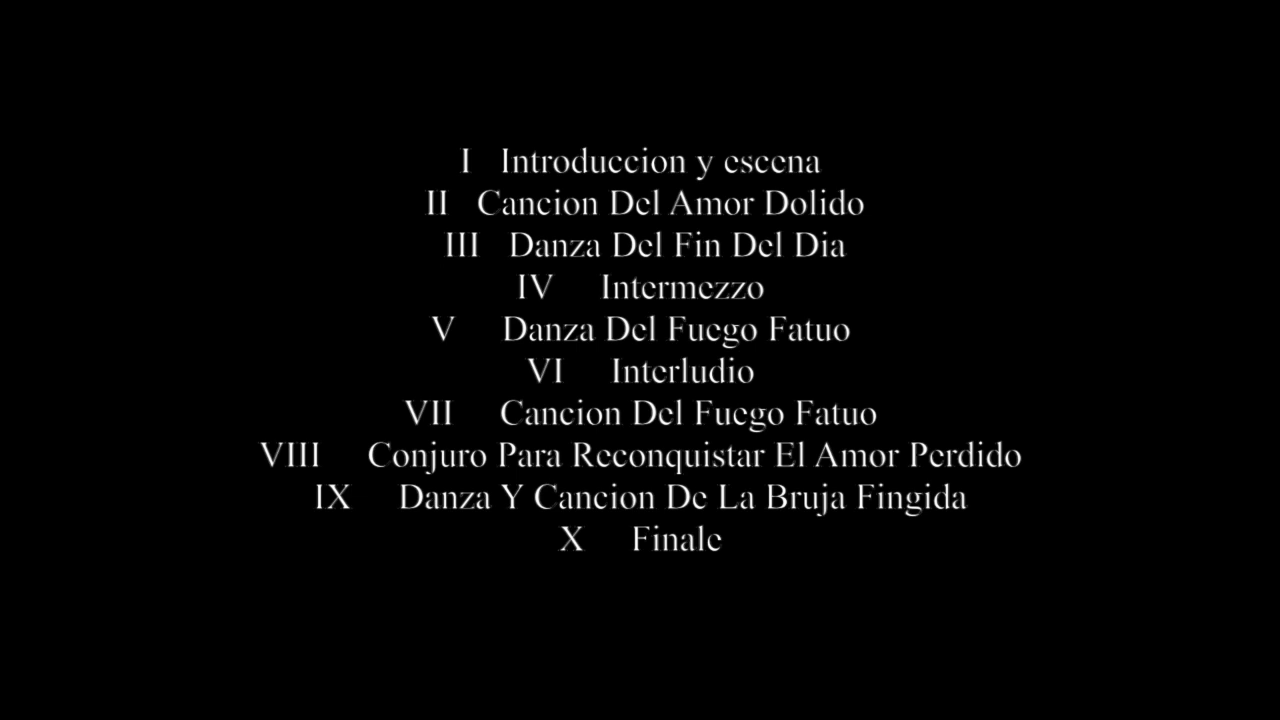 I Introduccion y escena
II Cancion Del Amor Dolido
III Danza Del Fin Del Dia
IV Intermezzo
V Danza Del Fuego Fatuo
VI Interludio
VII Cancion Del Fuego Fatuo
VIII Conjuro Para Reconquistar El Amor Perdido
IX Danza Y Cancion De La Bruja Fingida
X Finale